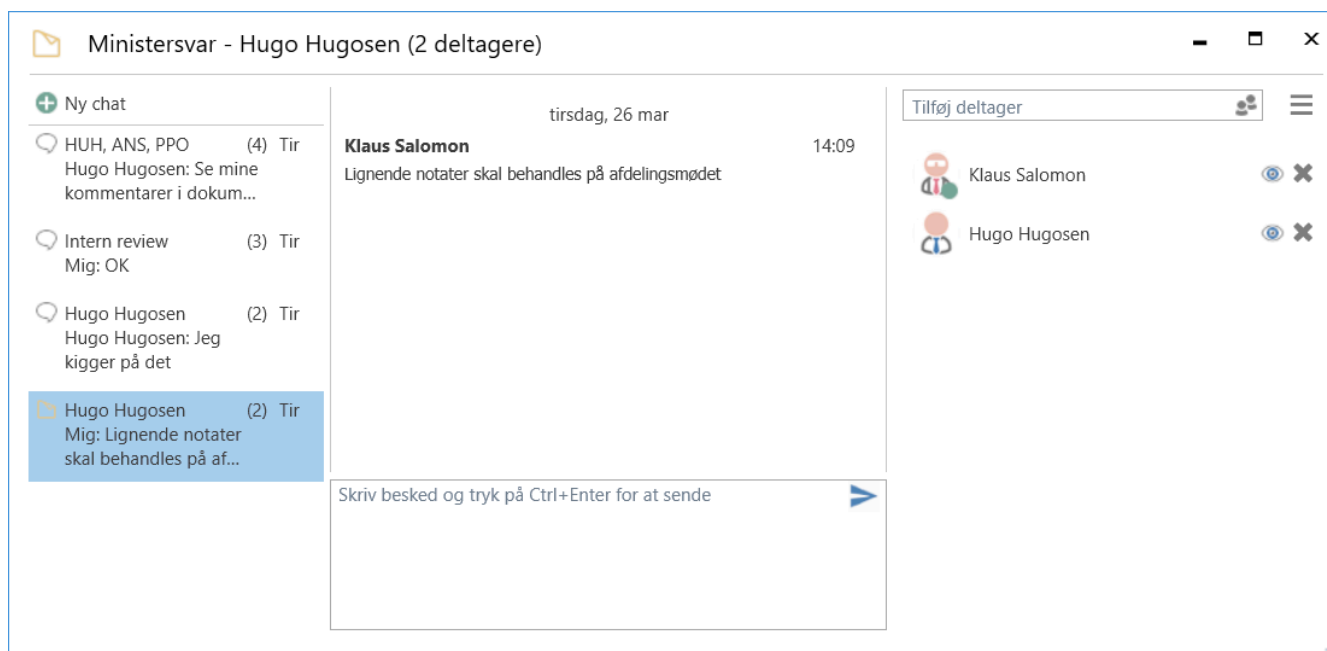 Ministersvar - Hugo Hugosen (2 deltagere)
Ny chat
HUH, ANS, PPO (4) Tir
Hugo Hugosen: Se mine
kommentarer i dokum...
Intern review (3) Tir
Mig: OK
Hugo Hugosen (2) Tir
Hugo Hugosen: Jeg
kigger på det
Hugo Hugosen (2) Tir
Mig: Lignende notater
skal behandles på af...
tirsdag, 26 mar
Klaus Salomon 14:09
Lignende notater skal behandles på afdelingsmødet
Skriv besked og tryk på Ctrl+Enter for at sende
Tilføj deltager
Klaus Salomon
Hugo Hugosen